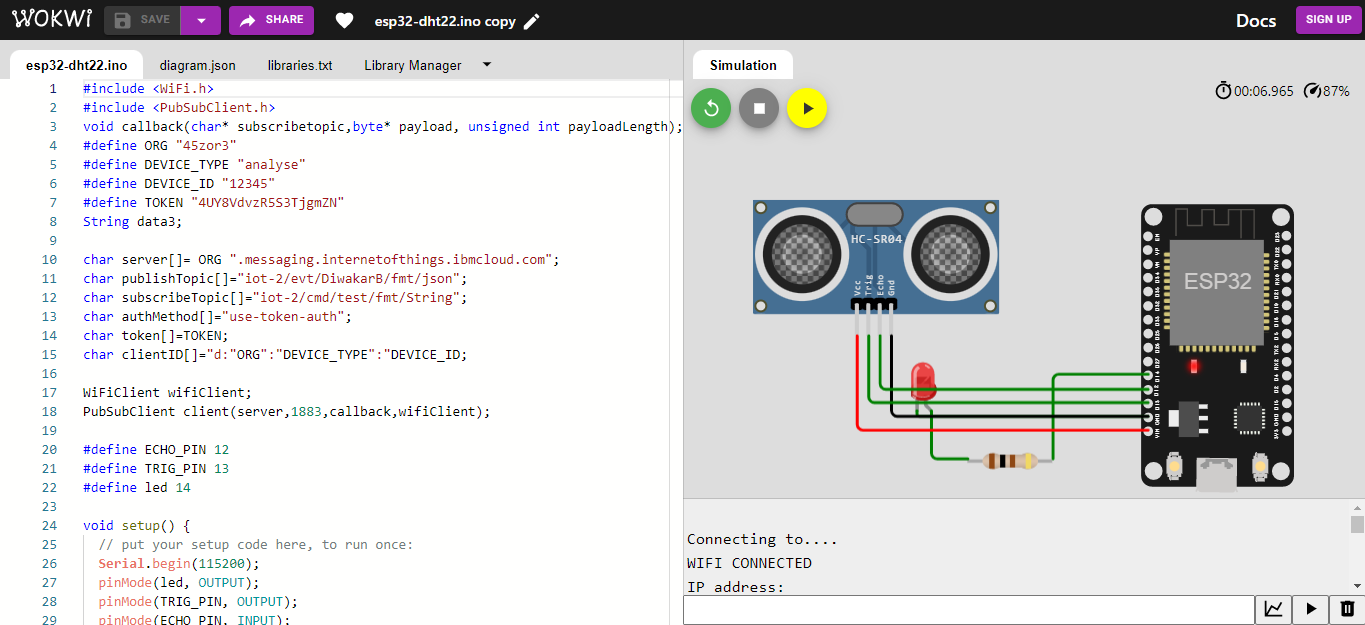 WOKWI SAVE SHARE esp32-dht22.ino copy Docs SIGN UP
esp32-dht22.ino diagram.json libraries.txt Library Manager
1 #include <WiFi.h>
2 #include <PubSubClient.h>
3 void callback(char* subscribetopic,byte* payload, unsigned int payloadLength);
4 #define ORG "45zor3"
5 #define DEVICE_TYPE "analyse"
6 #define DEVICE_ID "12345"
7 #define TOKEN "4UY8VdvzR5S3TjgmZN"
8 String data3;
9
10 char server[]= ORG ".messaging.internetofthings.ibmcloud.com";
11 char publishTopic[]="iot-2/evt/DiwakarB/fmt/json";
12 char subscribeTopic[]="iot-2/cmd/test/fmt/String";
13 char authMethod[]="use-token-auth";
14 char token[]=TOKEN;
15 char clientID[]="d:"ORG":"DEVICE_TYPE":"DEVICE_ID;
16
17 WiFiClient wifiClient;
18 PubSubClient client(server,1883,callback,wifiClient);
19
20 #define ECHO_PIN 12
21 #define TRIG_PIN 13
22 #define led 14
23
24 void setup() {
25 // put your setup code here, to run once:
26 Serial.begin(115200);
27 pinMode(led, OUTPUT);
28 pinMode(TRIG_PIN, OUTPUT);
29 pinMode(ECHO_PIN, INPUT);
Simulation
00:06.965 87%
HC-SR04
Vcc
Trig
Echo
Gnd
ESP32
Connecting to....
WIFI CONNECTED
IP address: